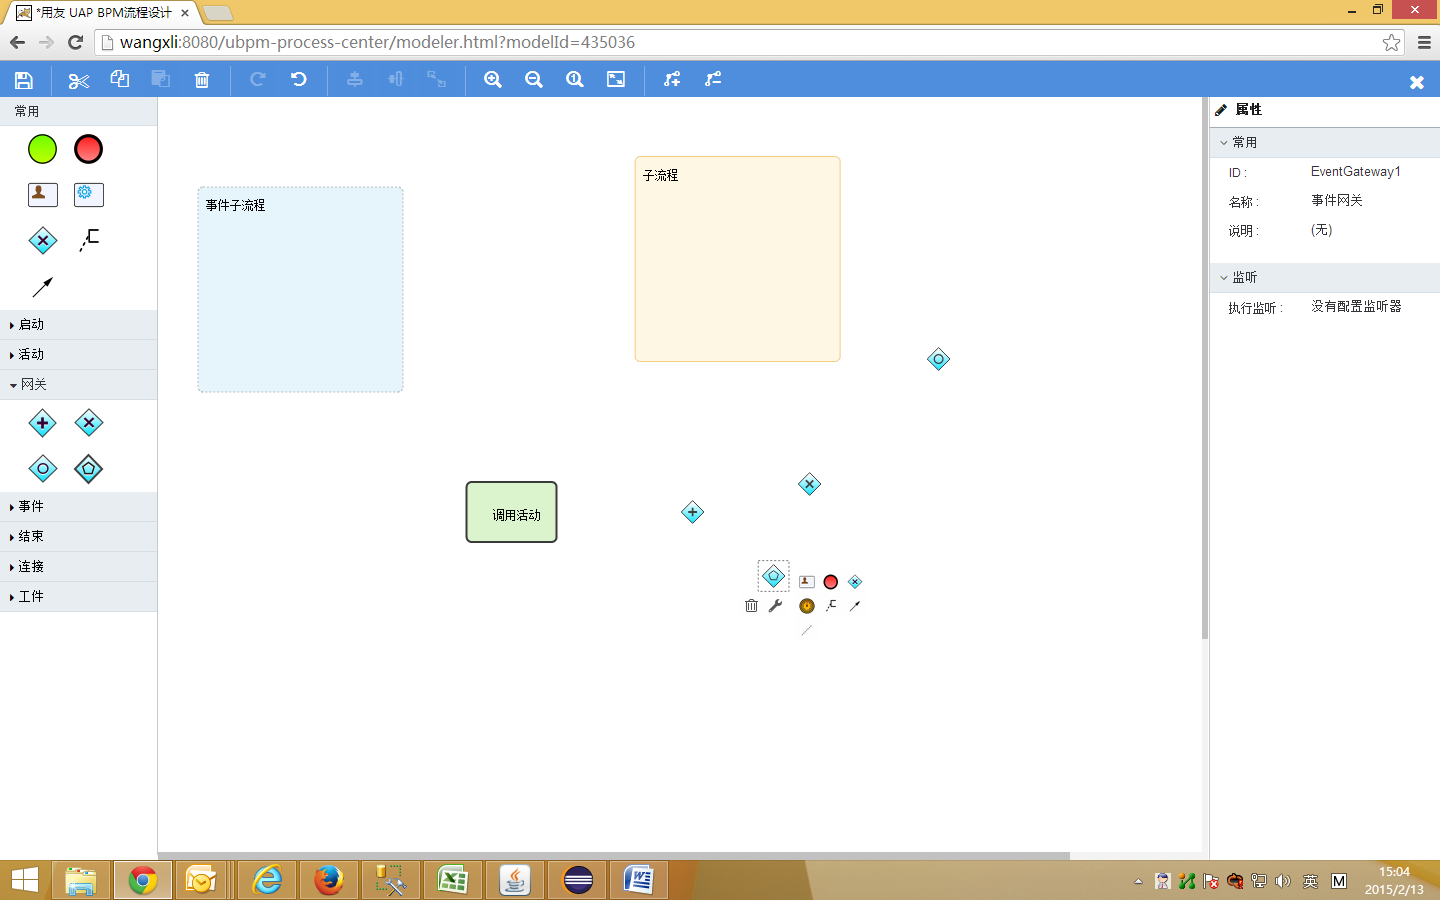 *用友 UAP BPM流程设计
wangxli:8080/ubpm-process-center/modeler.html?modelId=435036
常用
启动
活动
网关
事件
结束
连接
工件
事件子流程
子流程
调用活动
属性
常用
ID : EventGateway1
名称 : 事件网关
说明 : (无)
监听
执行监听 : 没有配置监听器
英
M
15:04
2015/2/13